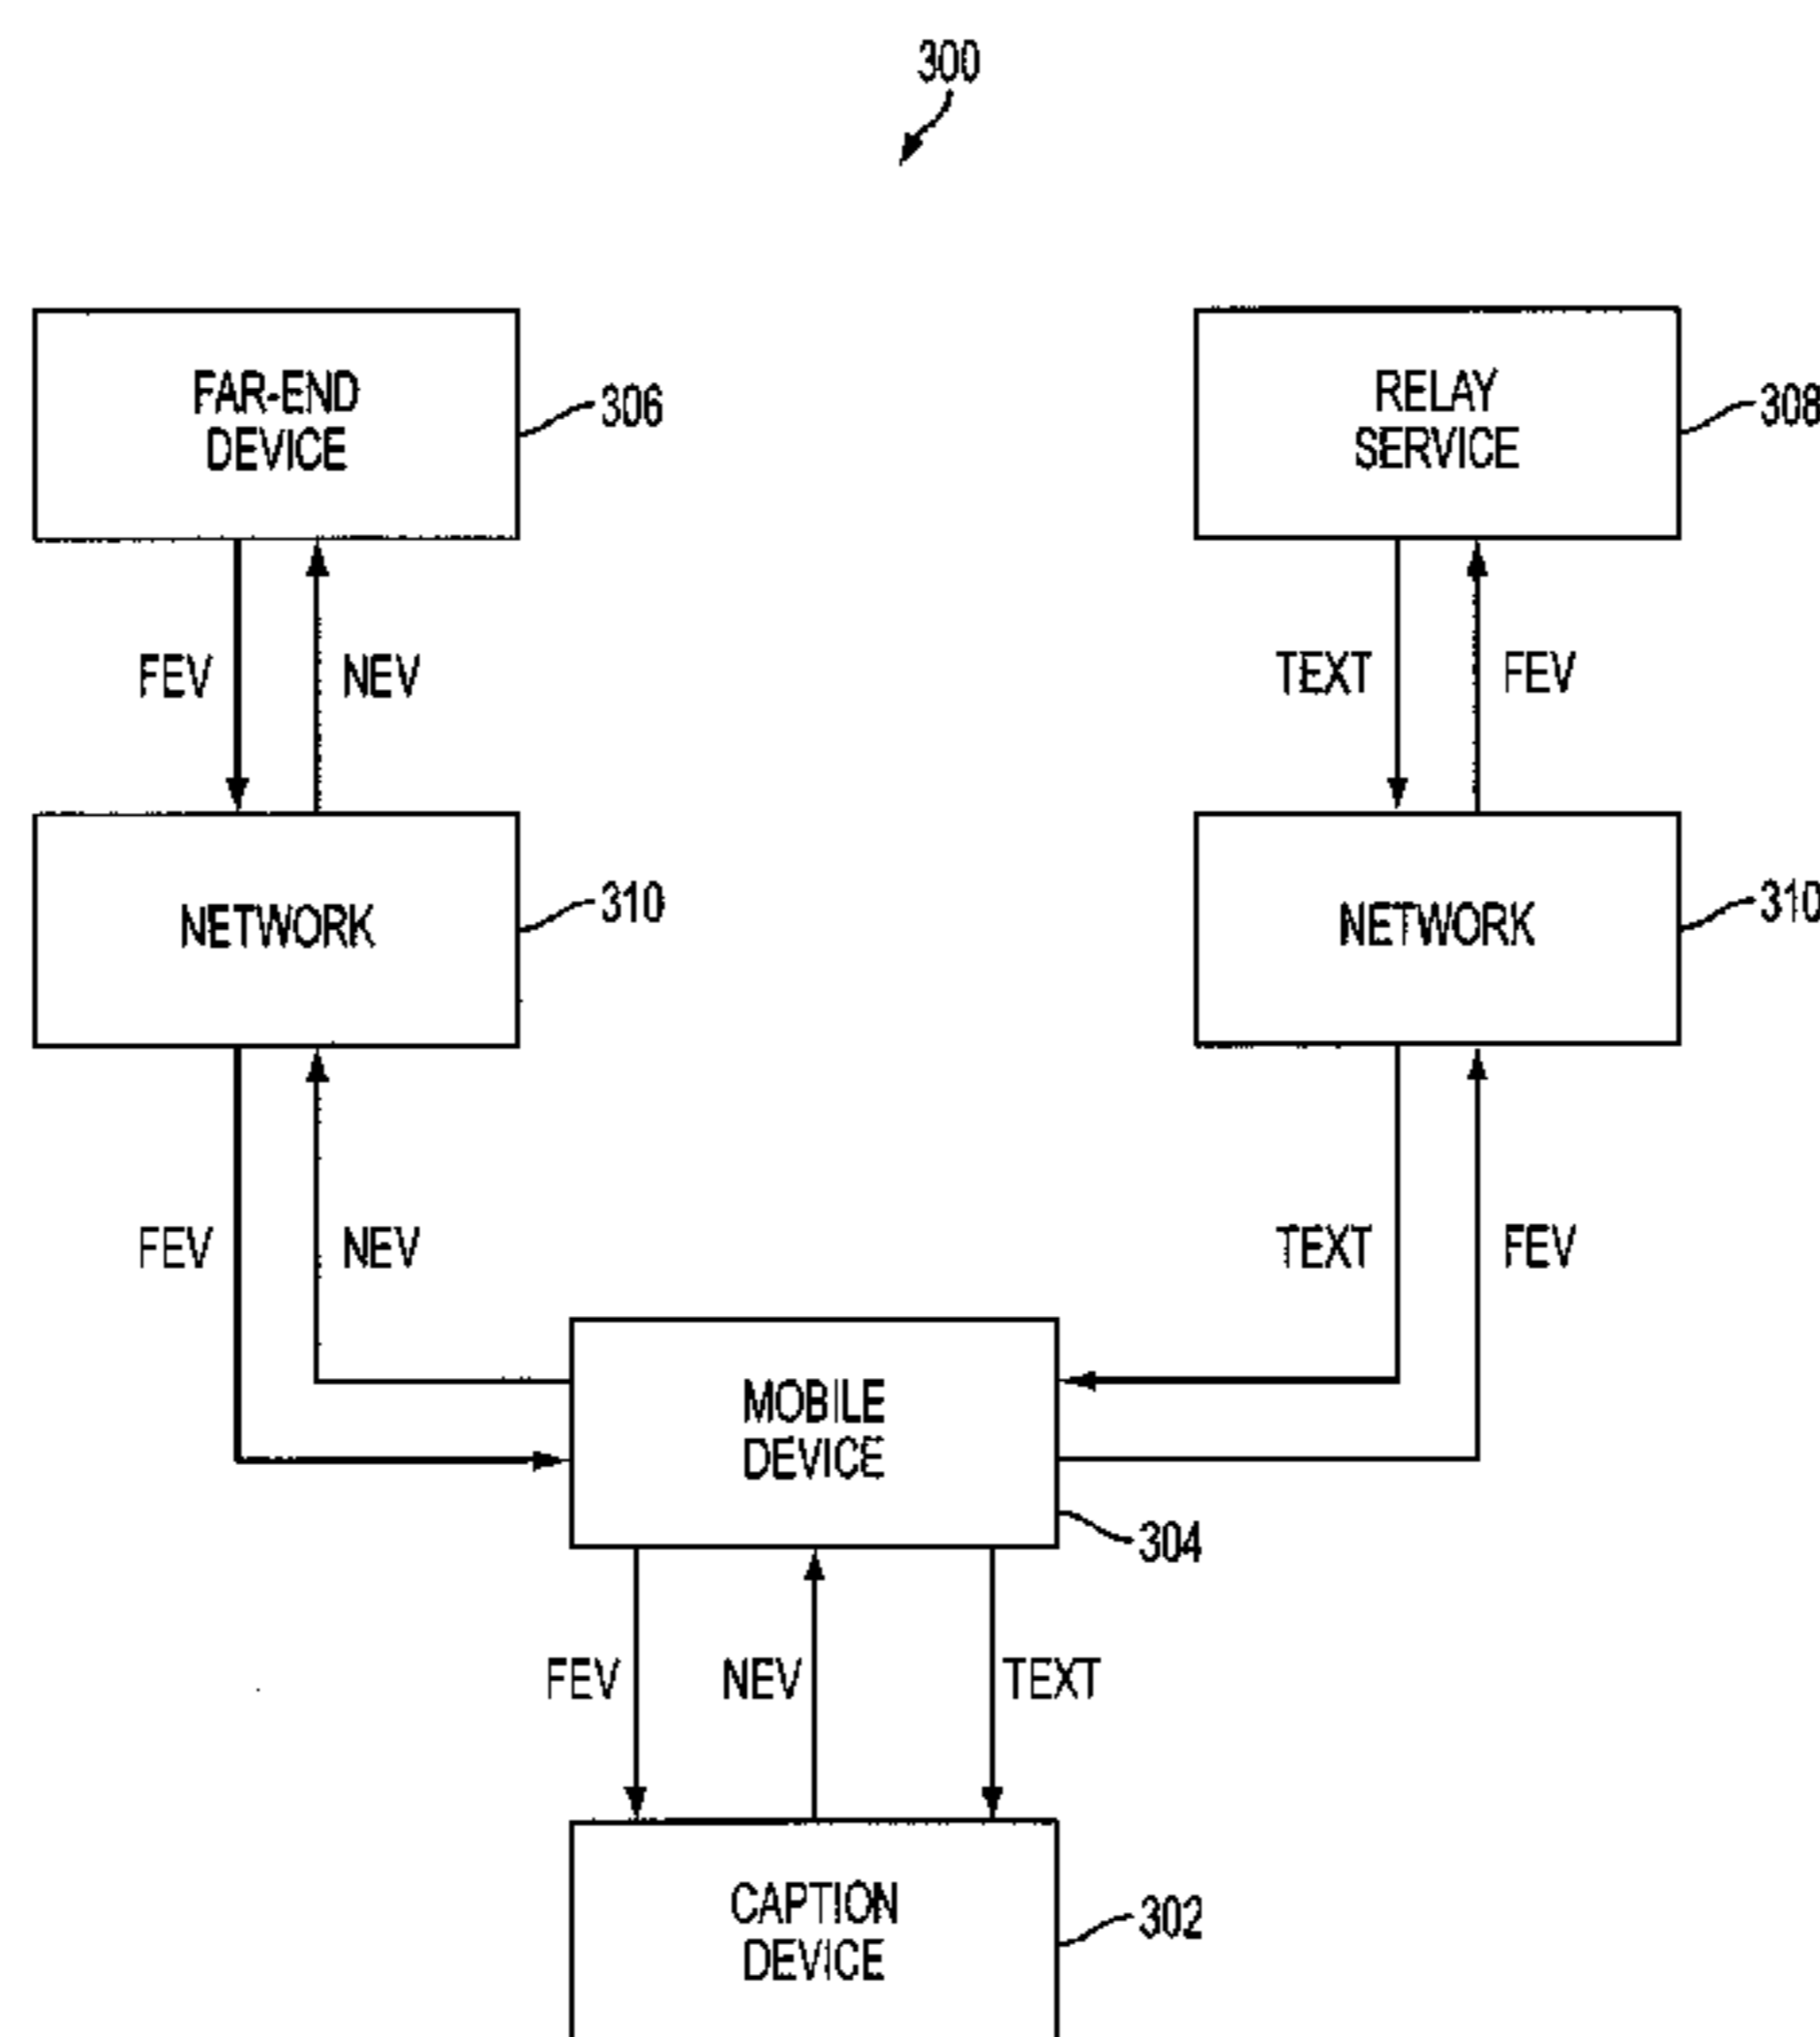 300
FAR-END
DEVICE
306
RELAY
SERVICE
308
FEV
NEV
TEXT
FEV
NETWORK
310
NETWORK
310
FEV
NEV
TEXT
FEV
MOBILE
DEVICE
304
FEV
NEV
TEXT
CAPTION
DEVICE
302